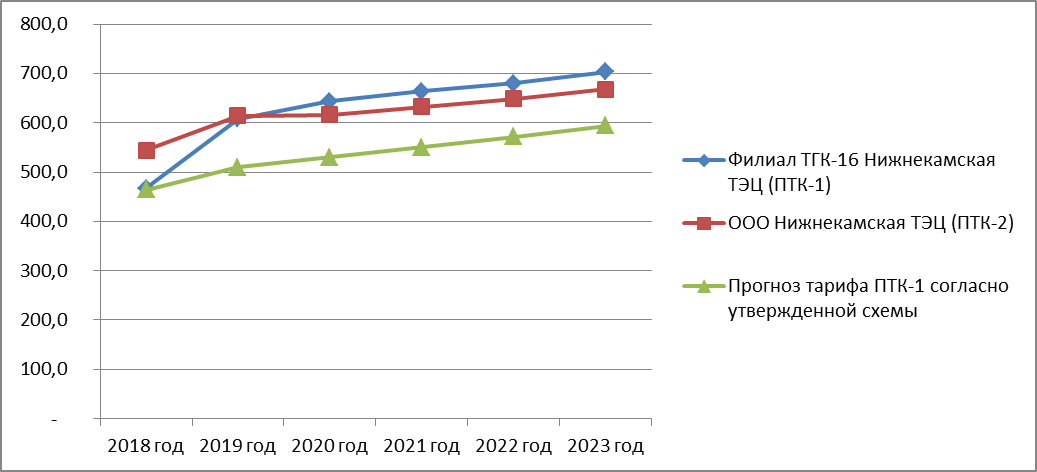 800,0
700,0
600,0
500,0
400,0
300,0
200,0
100,0
-
2018 год 2019 год 2020 год 2021 год 2022 год 2023 год
Филиал ТГК-16 Нижнекамская
ТЭЦ (ПТК-1)
ООО Нижнекамская ТЭЦ (ПТК-2)
Прогноз тарифа ПТК-1 согласно
утвержденной схемы